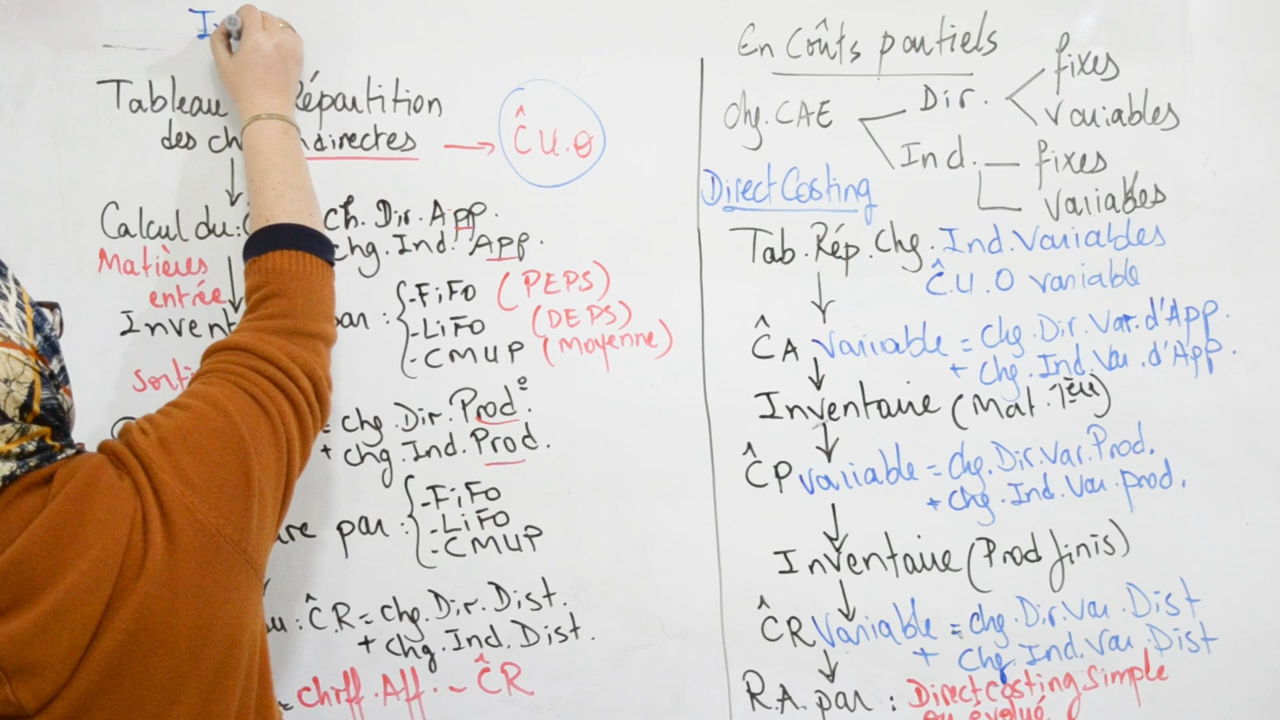 Tableau Répartition
des ch indirectes → ĈU.O
Calcul du: ch. Dir. App.
chg. Ind. App.
Matières
entrée
Invent par : -FiFo (PEPS)
-LiFo (DEPS)
-CMUP (Moyenne)
sorti
= chg. Dir. Prod°.
+ chg. Ind. Prod.
re par : -FiFo
-LiFo
-CMUP
u : ĈR = chg. Dir. Dist.
+ chg. Ind. Dist.
= chiff. Aff. - ĈR
En Coûts partiels
chg. CAE Dir. fixes
variables
Ind. fixes
variables
Direct Costing
Tab. Rép. Chg. Ind. Variables
Ĉ.U.O variable
ĈA variable = chg. Dir. Var. d'App.
+ chg. Ind. Var. d'App.
Inventaire (Mat. 1ère)
ĈP variable = chg. Dir. Var. Prod.
+ chg. Ind. Var. prod.
Inventaire (Prod finis)
ĈR Variable = chg. Dir. Var. Dist
+ chg. Ind. Var. Dist
R.A. par : Direct costing simple
ou évolué